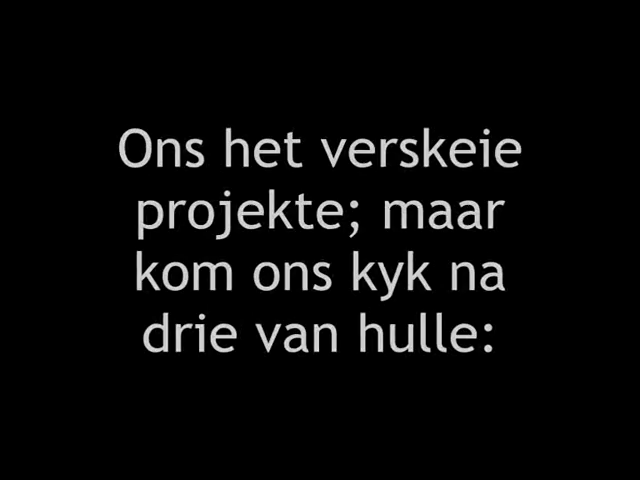 Ons het verskeie
projekte; maar
kom ons kyk na
drie van hulle: